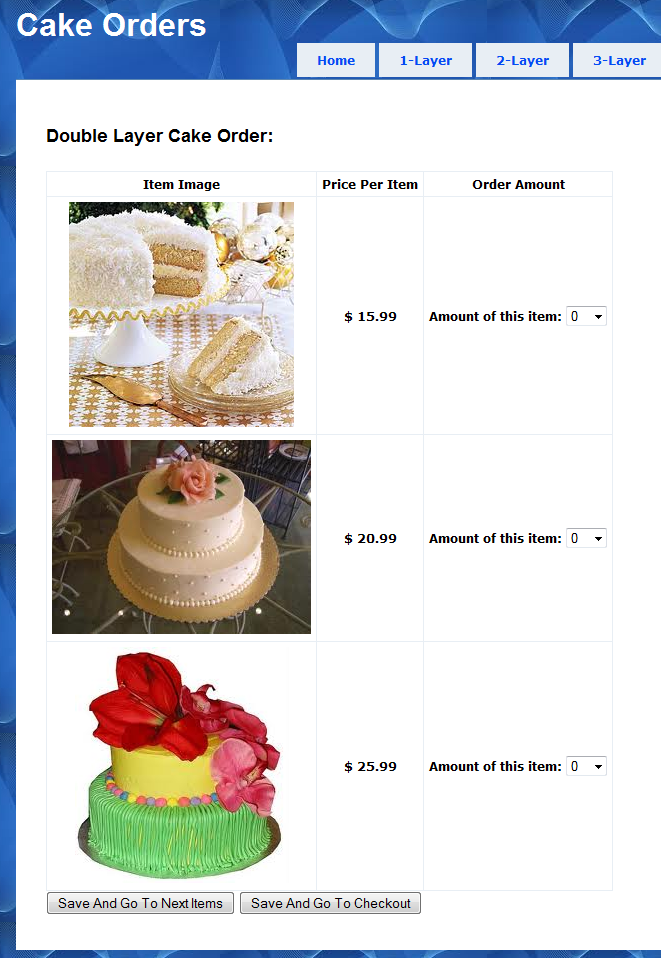 Cake Orders
Home 1-Layer 2-Layer 3-Layer
Double Layer Cake Order:
Item Image Price Per Item Order Amount
$ 15.99 Amount of this item: 0
$ 20.99 Amount of this item: 0
$ 25.99 Amount of this item: 0
Save And Go To Next Items Save And Go To Checkout